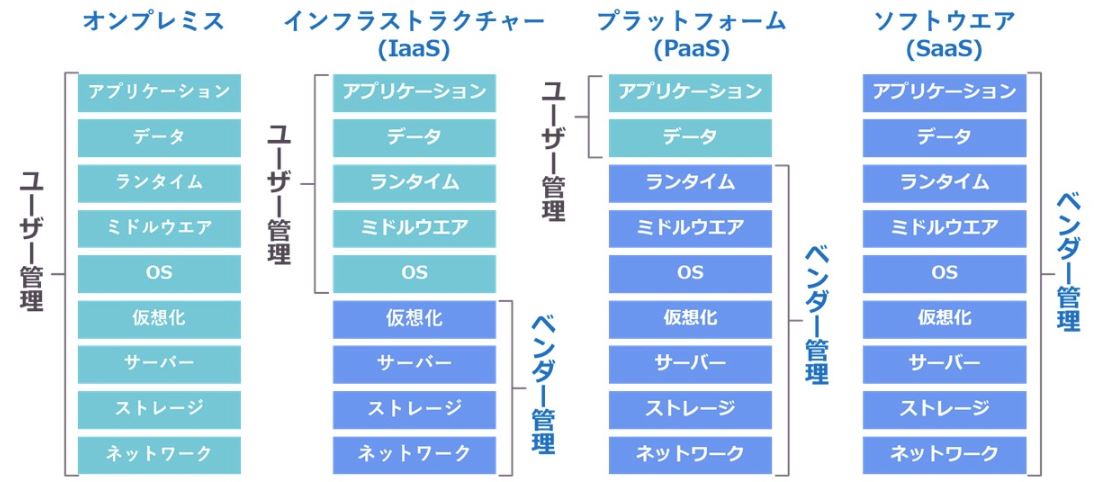 オンプレミス
ユーザー管理
アプリケーション
データ
ランタイム
ミドルウエア
OS
仮想化
サーバー
ストレージ
ネットワーク
インフラストラクチャー
(IaaS)
ユーザー管理
アプリケーション
データ
ランタイム
ミドルウエア
OS
仮想化
サーバー
ストレージ
ネットワーク
ベンダー管理
プラットフォーム
(PaaS)
ユーザー管理
アプリケーション
データ
ランタイム
ミドルウエア
OS
仮想化
サーバー
ストレージ
ネットワーク
ベンダー管理
ソフトウエア
(SaaS)
アプリケーション
データ
ランタイム
ミドルウエア
OS
仮想化
サーバー
ストレージ
ネットワーク
ベンダー管理